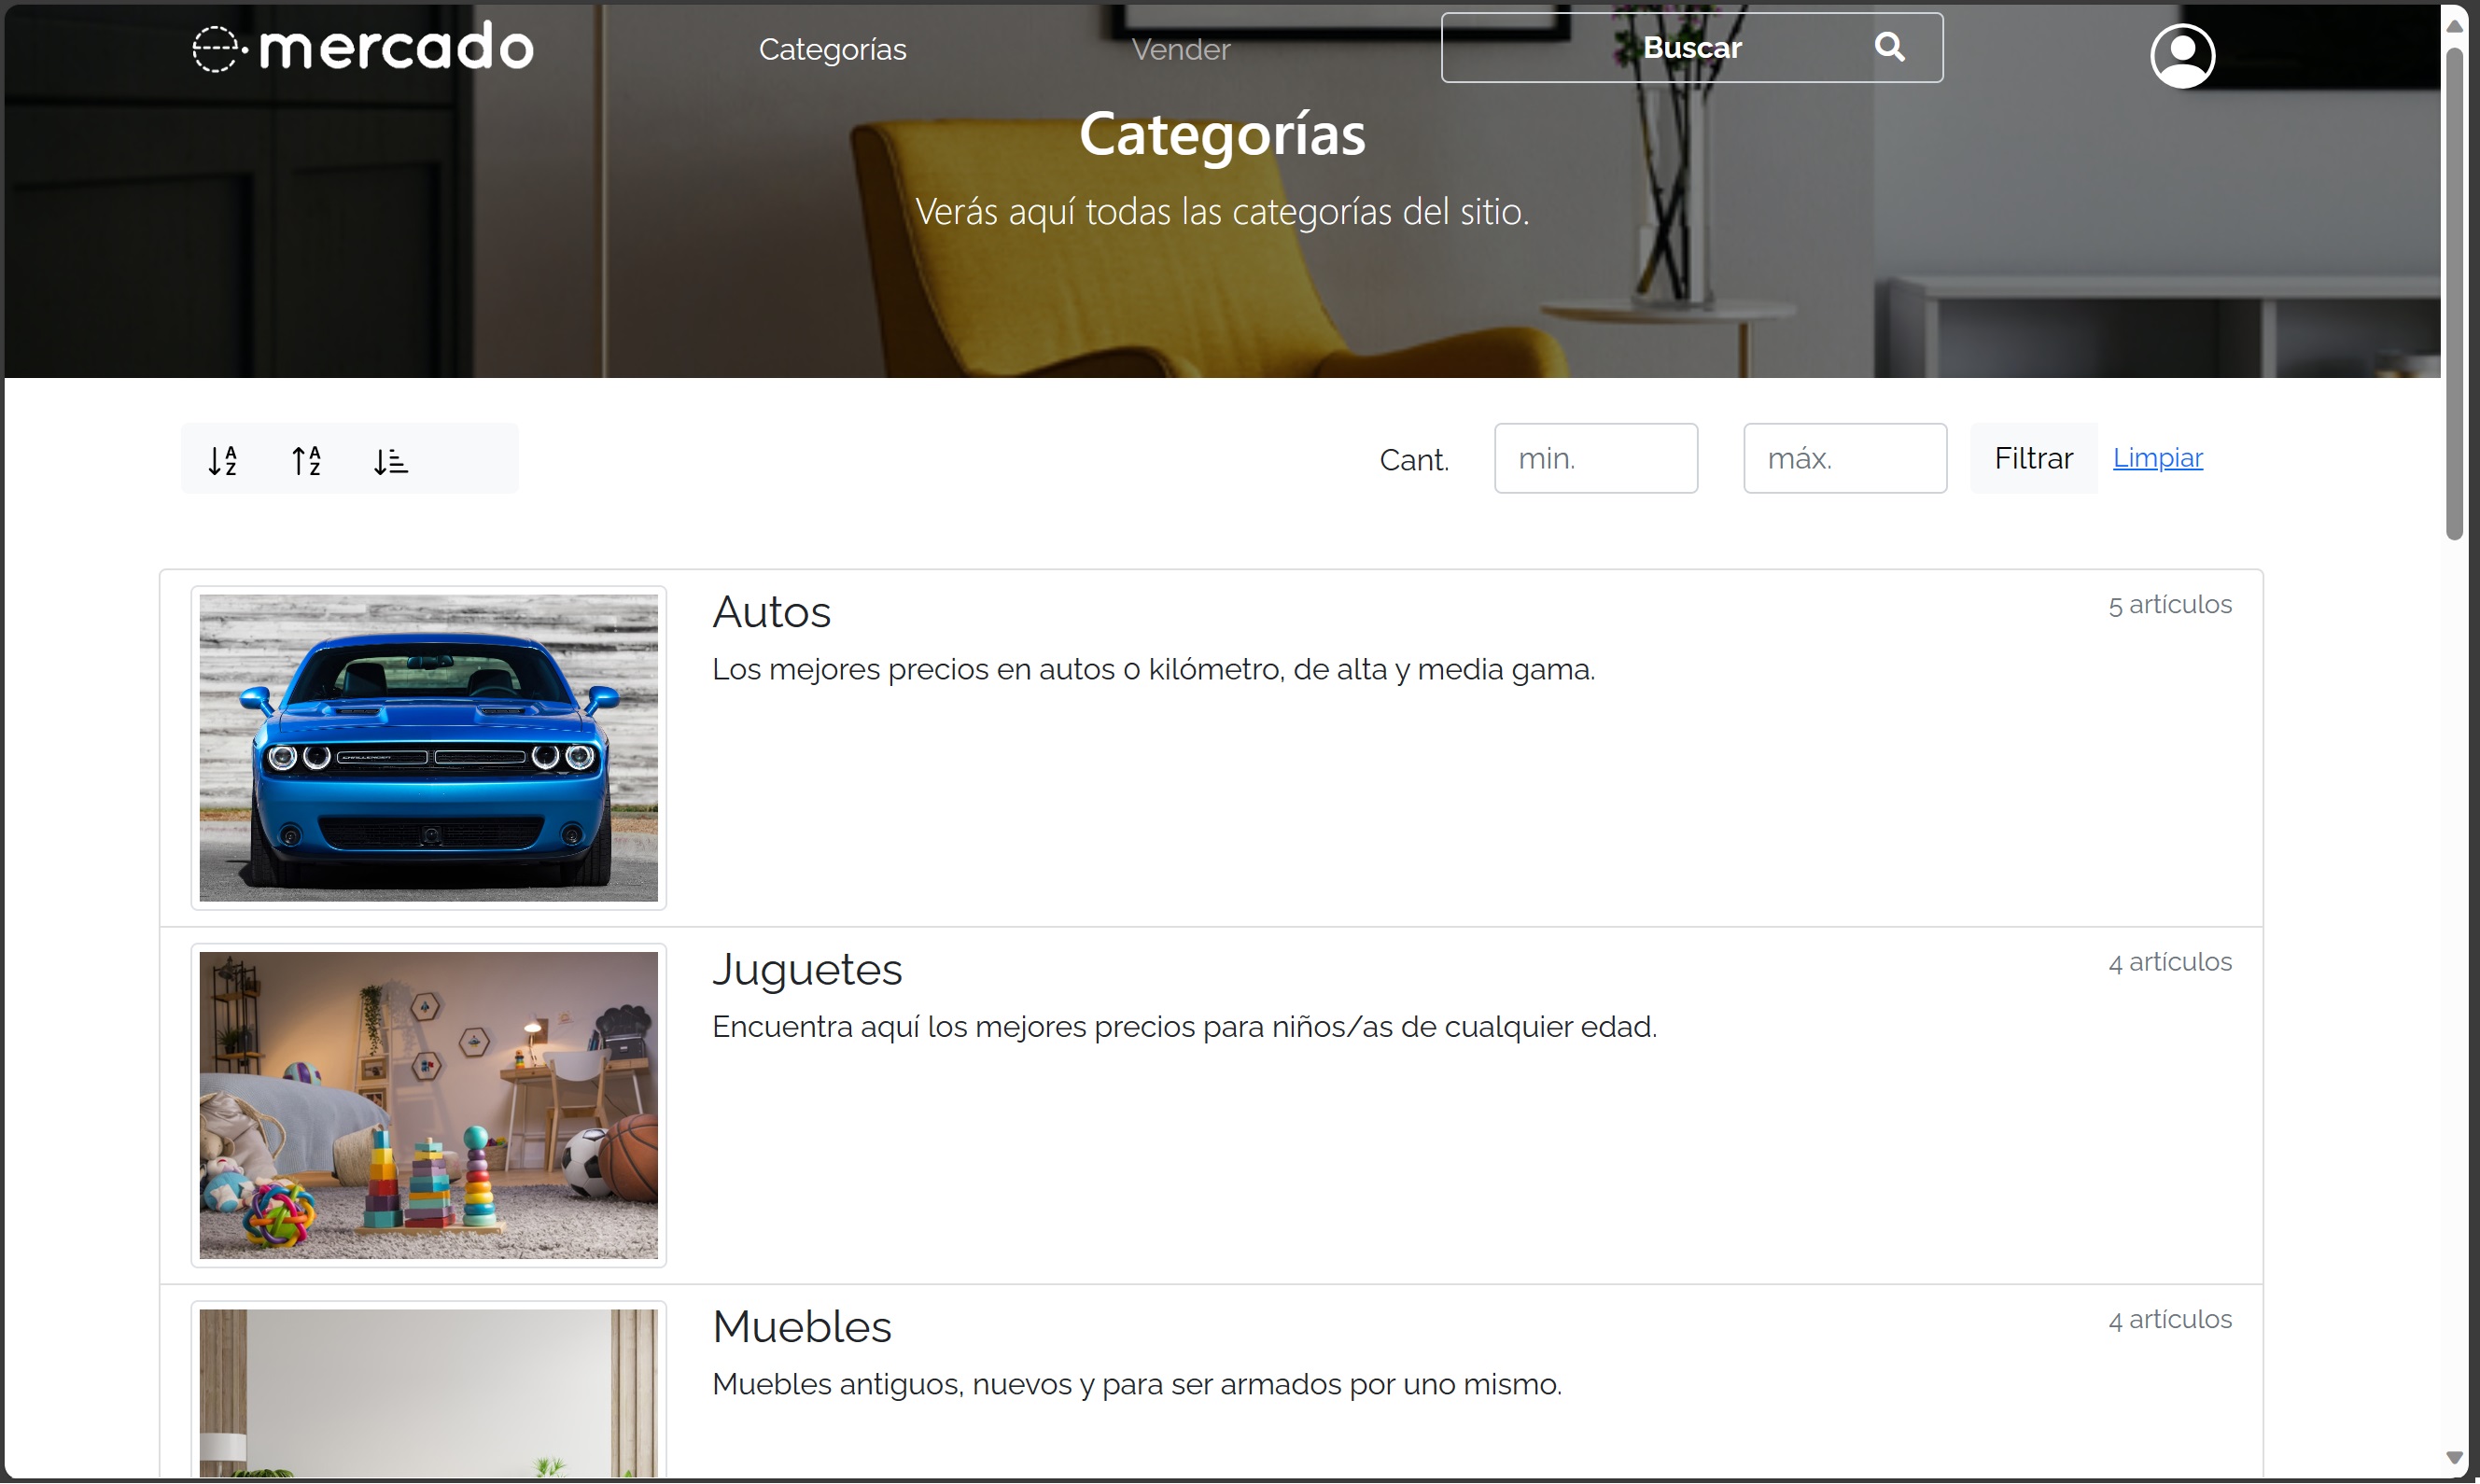 mercado
Categorías
Vender
Buscar
Categorías
Verás aquí todas las categorías del sitio.
A
Z
A
Z
Cant.
min.
máx.
Filtrar
Limpiar
Autos
5 artículos
Los mejores precios en autos 0 kilómetro, de alta y media gama.
CHALLENGER
Juguetes
4 artículos
Encuentra aquí los mejores precios para niños/as de cualquier edad.
Muebles
4 artículos
Muebles antiguos, nuevos y para ser armados por uno mismo.